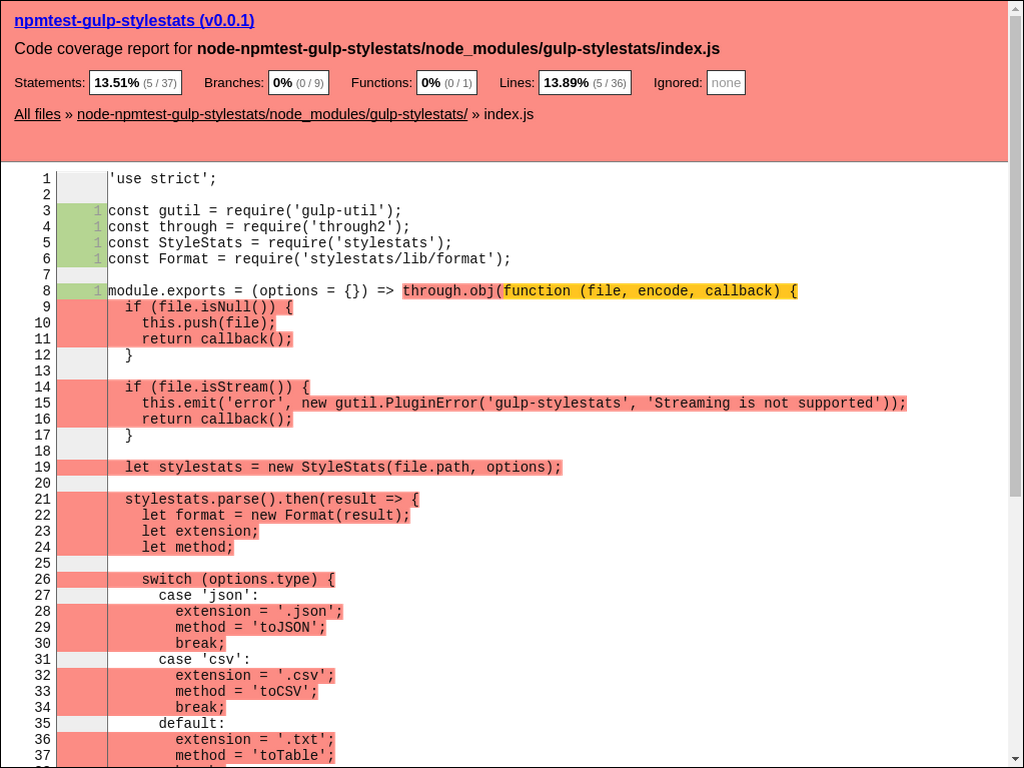 npmtest-gulp-stylestats (v0.0.1)
Code coverage report for node-npmtest-gulp-stylestats/node_modules/gulp-stylestats/index.js
Statements: 13.51% (5 / 37) Branches: 0% (0 / 9) Functions: 0% (0 / 1) Lines: 13.89% (5 / 36) Ignored: none
All files » node-npmtest-gulp-stylestats/node_modules/gulp-stylestats/ » index.js
1 'use strict';
2
3 1 const gutil = require('gulp-util');
4 1 const through = require('through2');
5 1 const StyleStats = require('stylestats');
6 1 const Format = require('stylestats/lib/format');
7
8 1 module.exports = (options = {}) => through.obj(function (file, encode, callback) {
9 if (file.isNull()) {
10 this.push(file);
11 return callback();
12 }
13
14 if (file.isStream()) {
15 this.emit('error', new gutil.PluginError('gulp-stylestats', 'Streaming is not supported'));
16 return callback();
17 }
18
19 let stylestats = new StyleStats(file.path, options);
20
21 stylestats.parse().then(result => {
22 let format = new Format(result);
23 let extension;
24 let method;
25
26 switch (options.type) {
27 case 'json':
28 extension = '.json';
29 method = 'toJSON';
30 break;
31 case 'csv':
32 extension = '.csv';
33 method = 'toCSV';
34 break;
35 default:
36 extension = '.txt';
37 method = 'toTable';